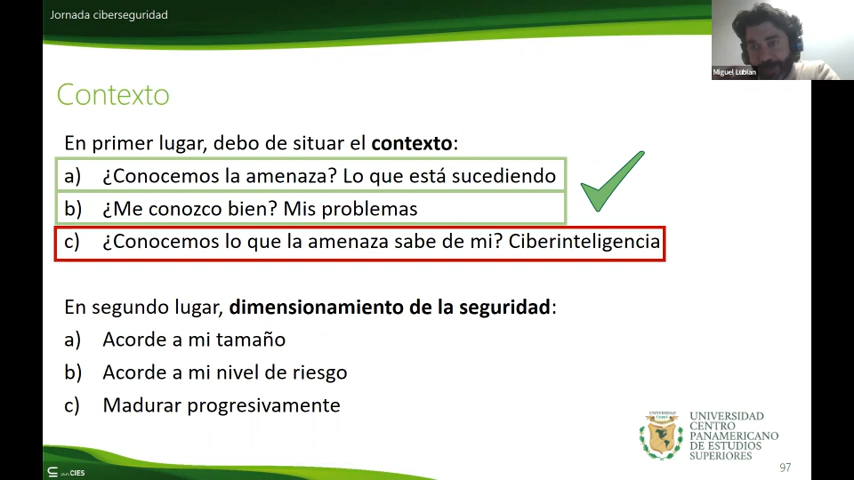 Jornada ciberseguridad
Miguel Lubian
Contexto
En primer lugar, debo de situar el contexto:
a) ¿Conocemos la amenaza? Lo que está sucediendo
b) ¿Me conozco bien? Mis problemas
c) ¿Conocemos lo que la amenaza sabe de mi? Ciberinteligencia
En segundo lugar, dimensionamiento de la seguridad:
a) Acorde a mi tamaño
b) Acorde a mi nivel de riesgo
c) Madurar progresivamente
UNIVERSIDAD
CENTRO
PANAMERICANO
DE ESTUDIOS
SUPERIORES
CIES
97